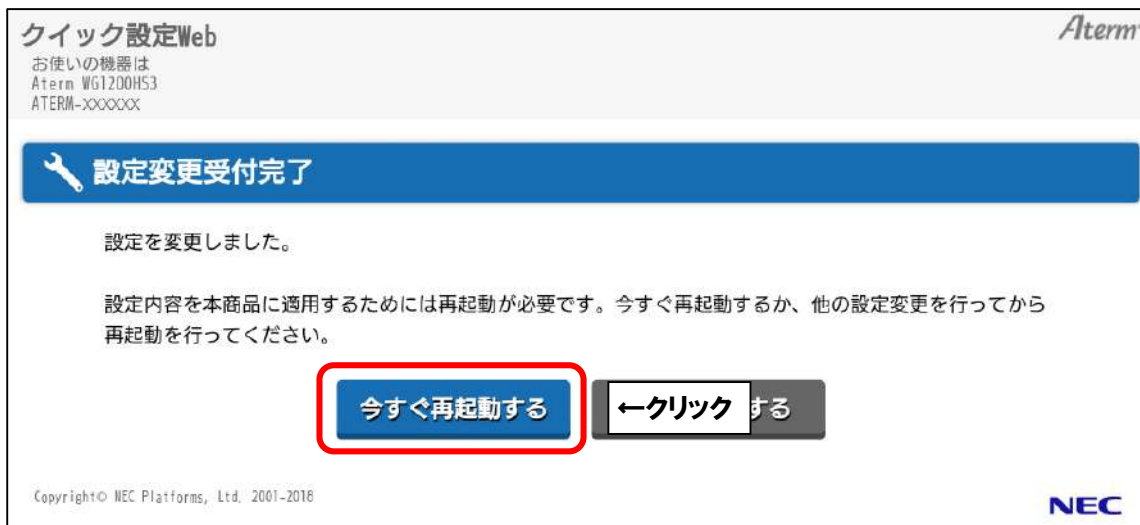 クイック設定Web
Aterm
お使いの機器は
Aterm WG1200HS3
ATERM-XXXXXX
設定変更受付完了
設定を変更しました。
設定内容を本商品に適用するためには再起動が必要です。今すぐ再起動するか、他の設定変更を行ってから
再起動を行ってください。
今すぐ再起動する
←クリック
する
Copyright© NEC Platforms, Ltd. 2001-2018
NEC